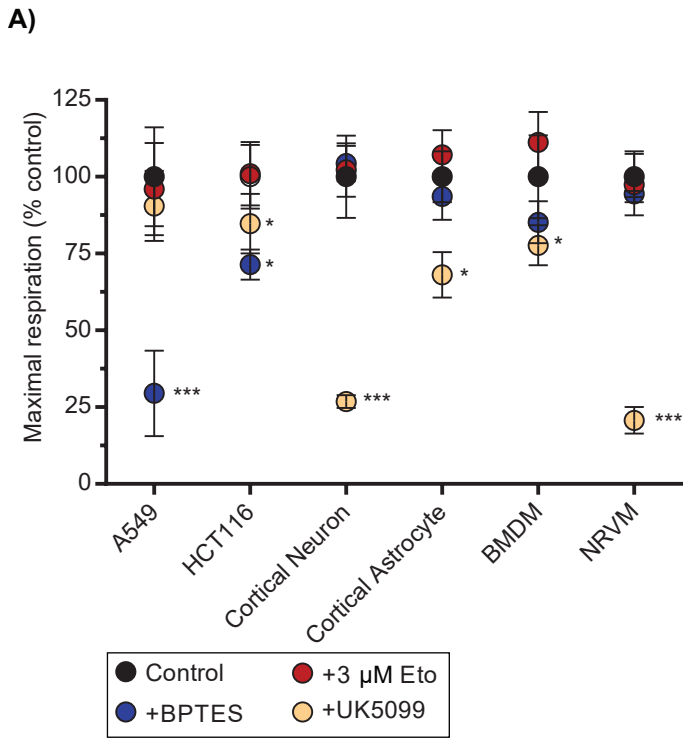 A)
Maximal respiration (% control)
125
100
75
50
25
0
*
*
***
***
*
*
***
A549
HCT116
Cortical Neuron
Cortical Astrocyte
BMDM
NRVM
Control
+3 µM Eto
+BPTES
+UK5099